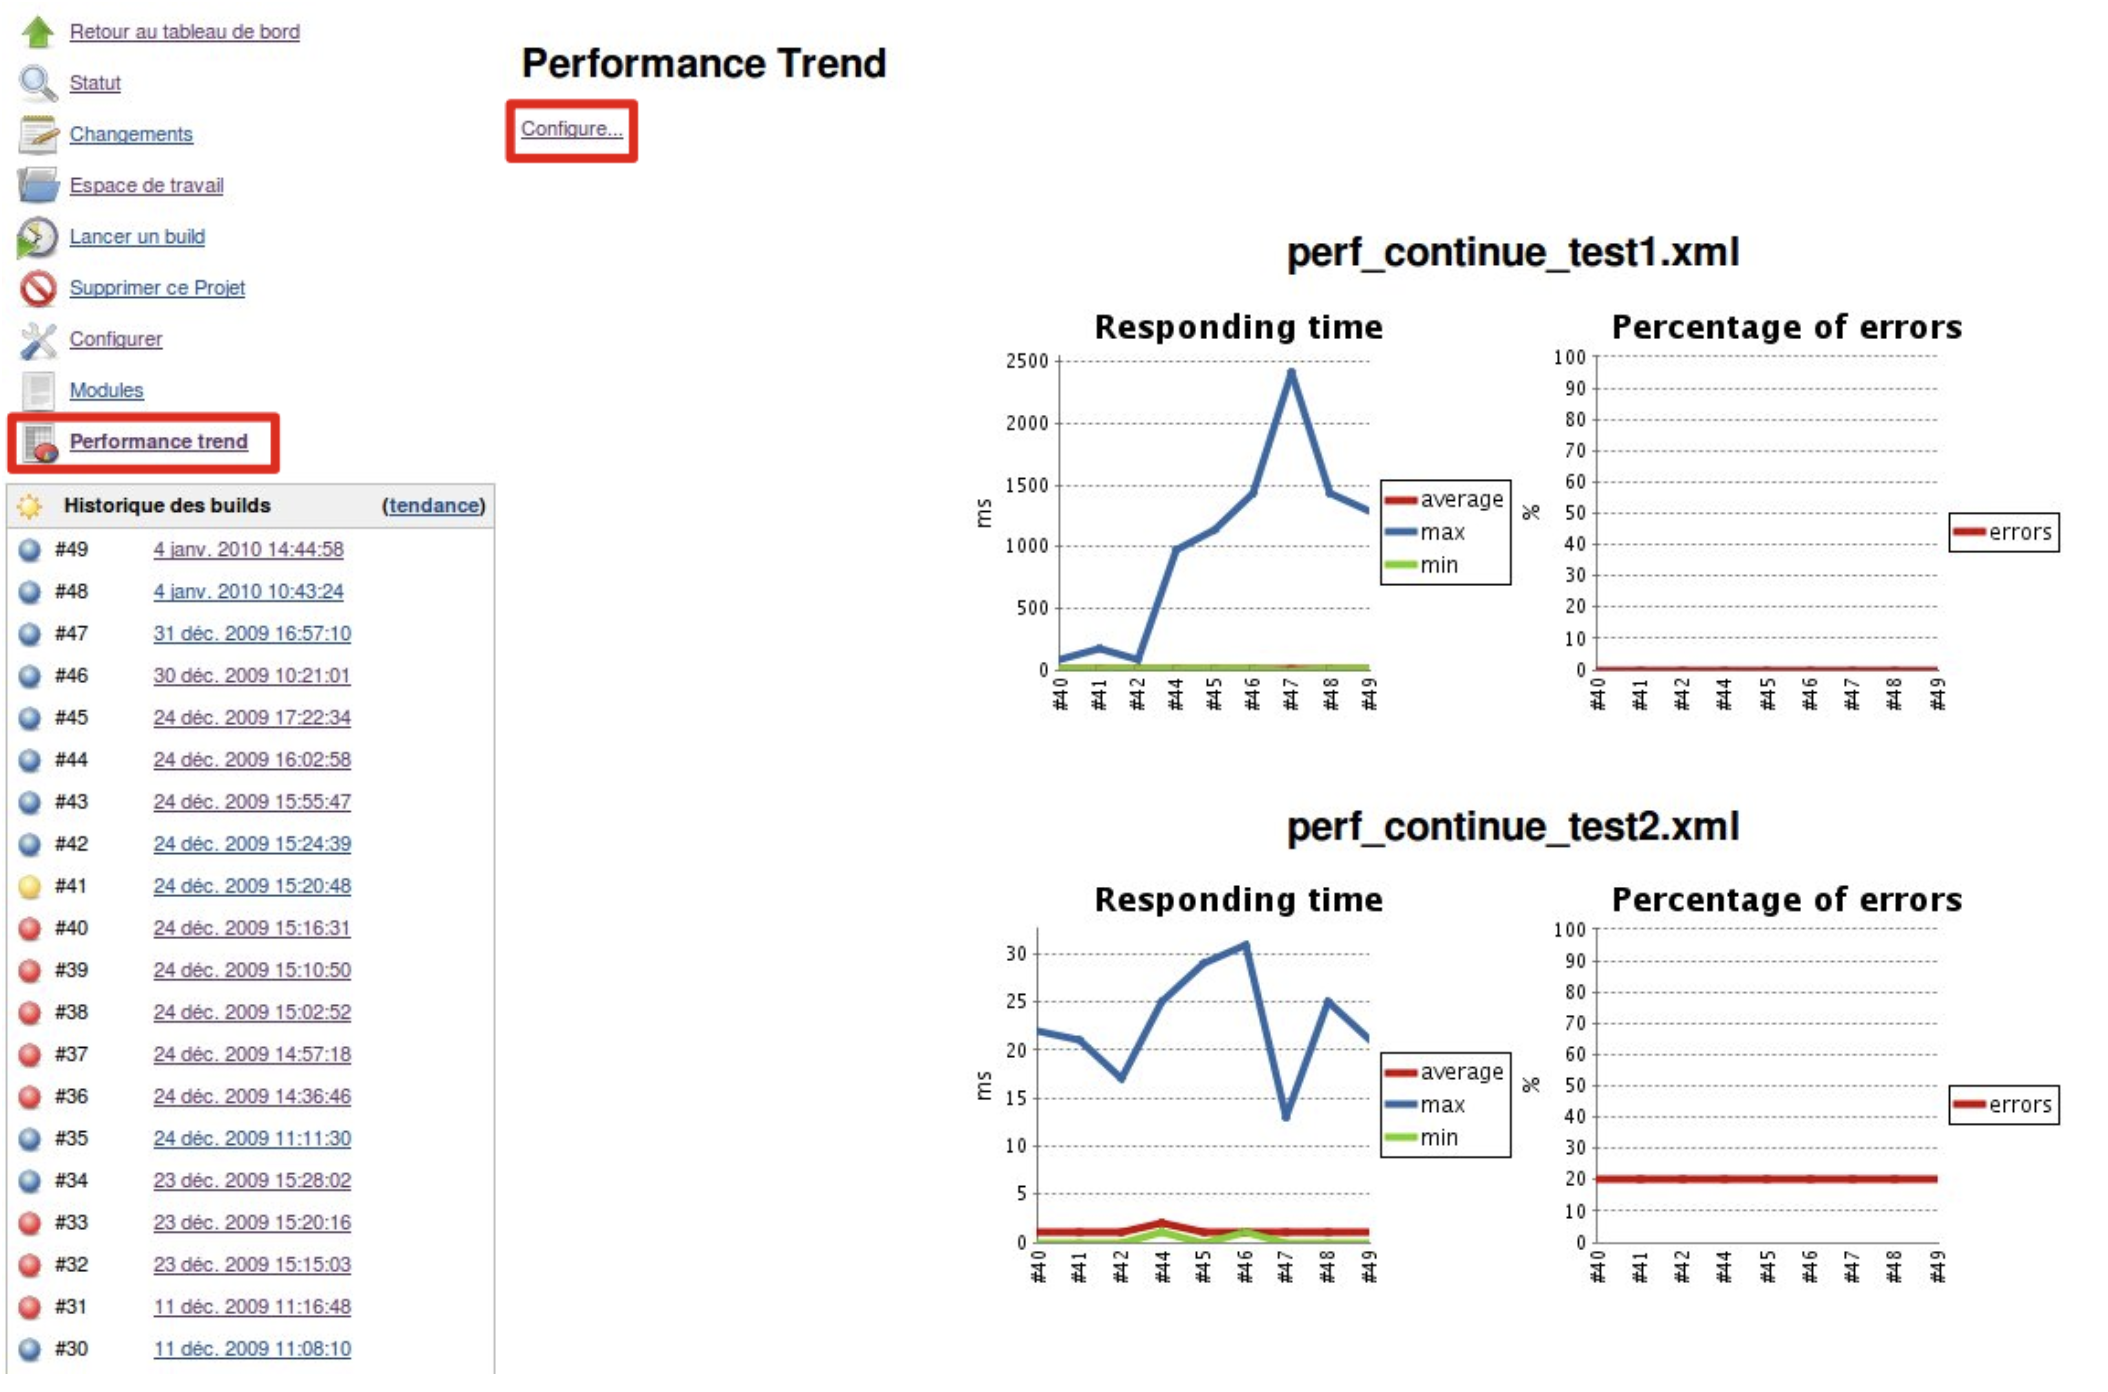 Retour au tableau de bord
Statut
Changements
Espace de travail
Lancer un build
Supprimer ce Projet
Configurer
Modules
Performance trend
Historique des builds (tendance)
#49 4 janv. 2010 14:44:58
#48 4 janv. 2010 10:43:24
#47 31 déc. 2009 16:57:10
#46 30 déc. 2009 10:21:01
#45 24 déc. 2009 17:22:34
#44 24 déc. 2009 16:02:58
#43 24 déc. 2009 15:55:47
#42 24 déc. 2009 15:24:39
#41 24 déc. 2009 15:20:48
#40 24 déc. 2009 15:16:31
#39 24 déc. 2009 15:10:50
#38 24 déc. 2009 15:02:52
#37 24 déc. 2009 14:57:18
#36 24 déc. 2009 14:36:46
#35 24 déc. 2009 11:11:30
#34 23 déc. 2009 15:28:02
#33 23 déc. 2009 15:20:16
#32 23 déc. 2009 15:15:03
#31 11 déc. 2009 11:16:48
#30 11 déc. 2009 11:08:10
Performance Trend
Configure...
perf_continue_test1.xml
Responding time
2500
2000
1500
1000
500
0
ms
#40 #41 #42 #44 #45 #46 #47 #48 #49
average
max
min
Percentage of errors
100
90
80
70
60
50
40
30
20
10
0
%
#40 #41 #42 #44 #45 #46 #47 #48 #49
errors
perf_continue_test2.xml
Responding time
30
25
20
15
10
5
0
ms
#40 #41 #42 #44 #45 #46 #47 #48 #49
average
max
min
Percentage of errors
100
90
80
70
60
50
40
30
20
10
0
%
#40 #41 #42 #44 #45 #46 #47 #48 #49
errors